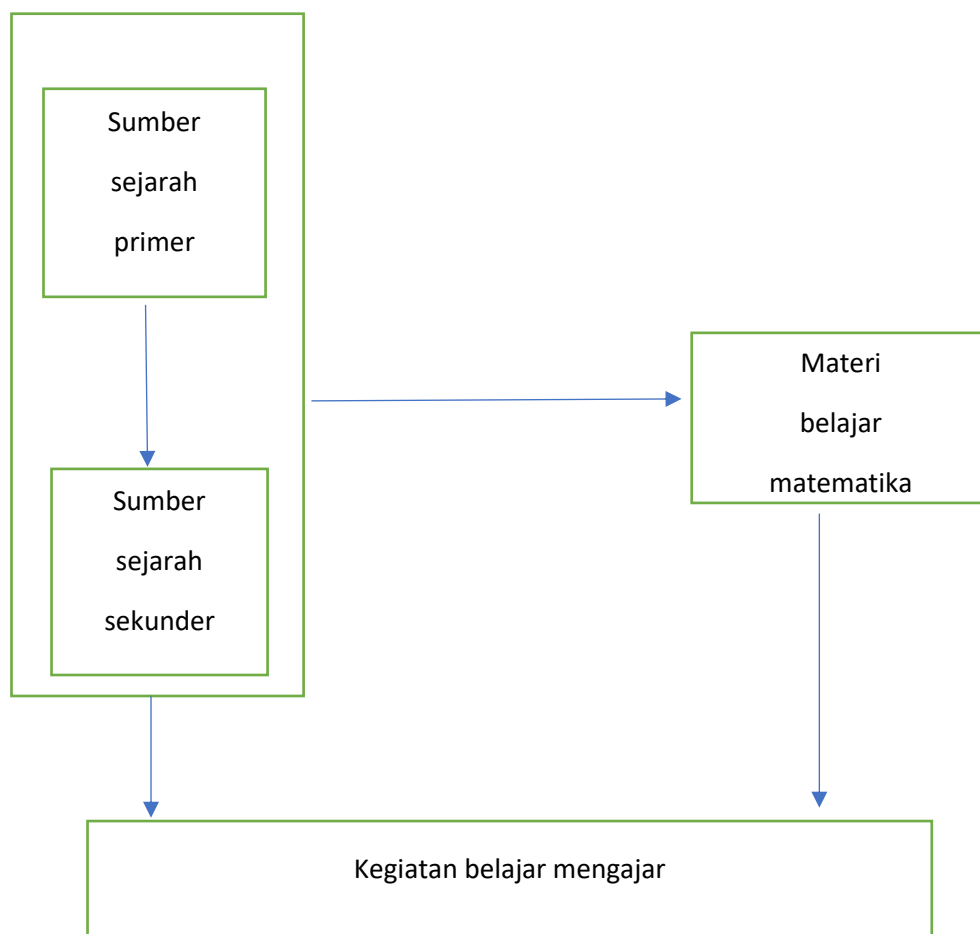 Sumber
sejarah
primer
Sumber
sejarah
sekunder
Materi
belajar
matematika
Kegiatan belajar mengajar